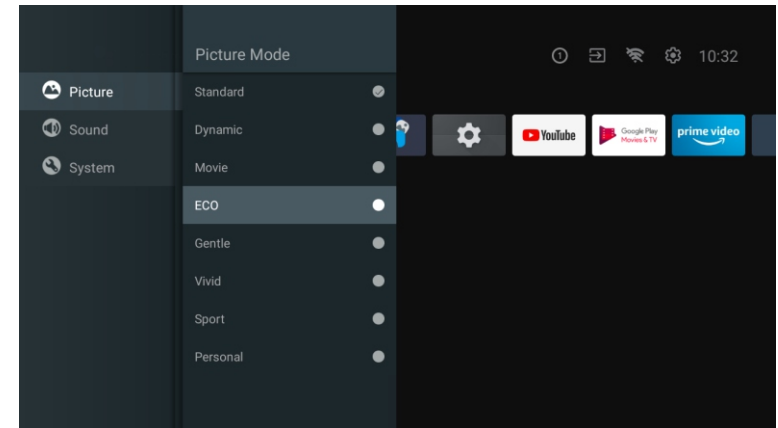 Picture Mode
1
10:32
Picture
Sound
System
Standard
Dynamic
Movie
ECO
Gentle
Vivid
Sport
Personal
YouTube
Google Play
Movies & TV
prime video